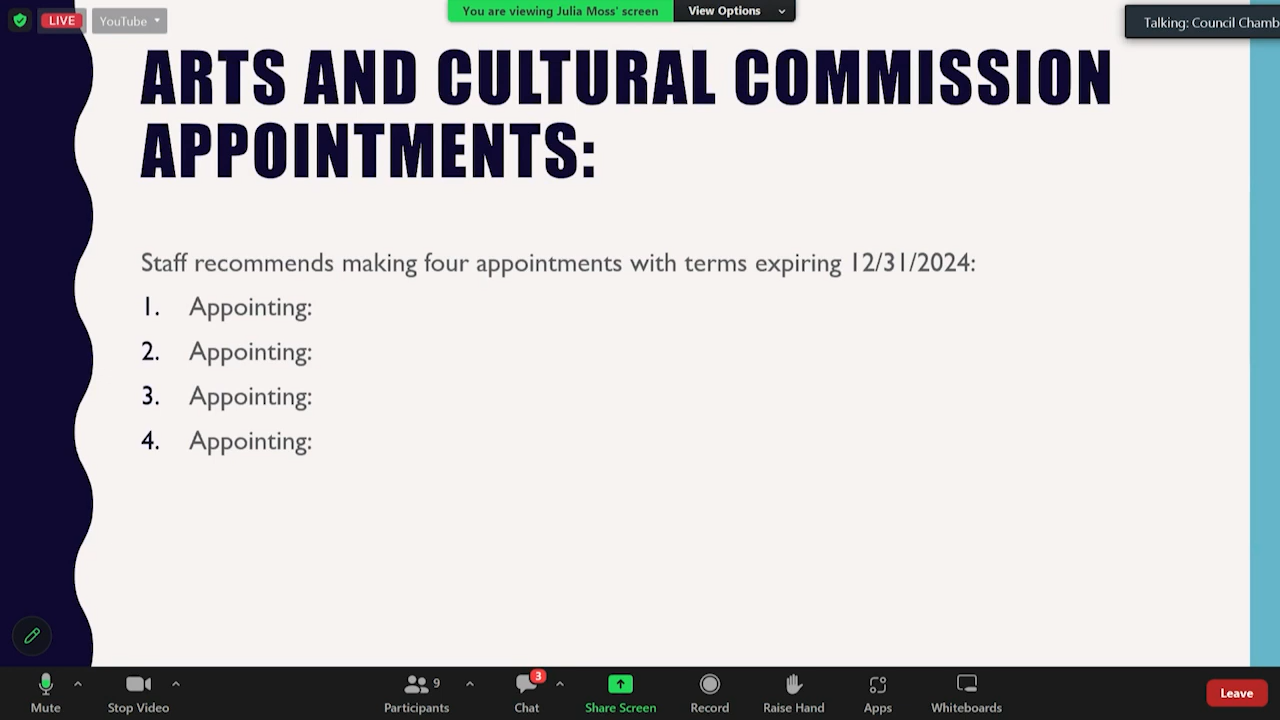 LIVE
YouTube
You are viewing Julia Moss' screen
View Options
Talking: Council Chamb
ARTS AND CULTURAL COMMISSION
APPOINTMENTS:
Staff recommends making four appointments with terms expiring 12/31/2024:
1. Appointing:
2. Appointing:
3. Appointing:
4. Appointing:
Mute
Stop Video
9
Participants
3
Chat
Share Screen
Record
Raise Hand
Apps
Whiteboards
Leave